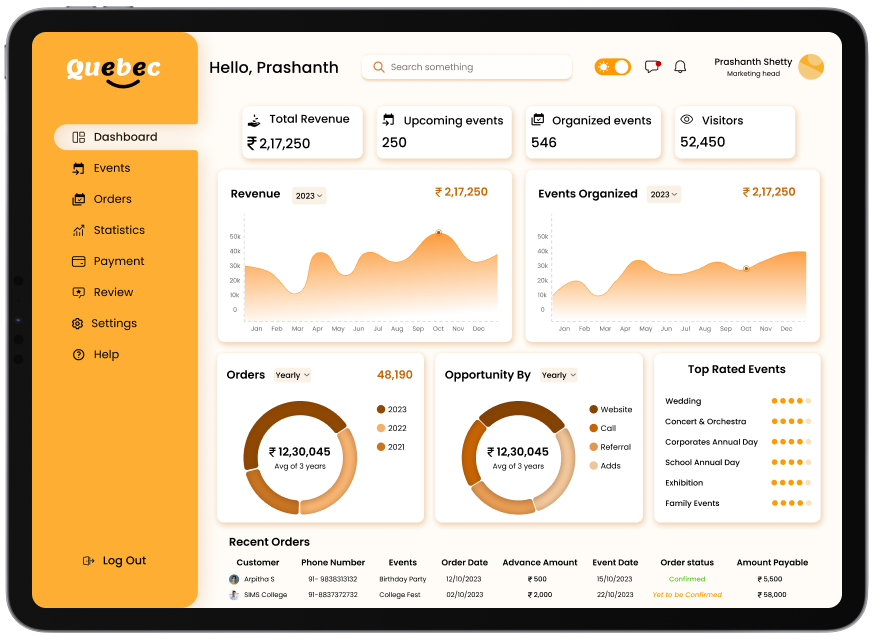 Quebec
Hello, Prashanth
Search something
Prashanth Shetty
Marketing head
Dashboard
Events
Orders
Statistics
Payment
Review
Settings
Help
Log Out
Total Revenue
₹ 2,17,250
Upcoming events
250
Organized events
546
Visitors
52,450
Revenue 2023 ₹ 2,17,250
50k
40k
30k
20k
10k
0
Jan Feb Mar Apr May Jun Jul Aug Sep Oct Nov Dec
Events Organized 2023 ₹ 2,17,250
50k
40k
30k
20k
10k
0
Jan Feb Mar Apr May Jun Jul Aug Sep Oct Nov Dec
Orders Yearly 48,190
₹ 12,30,045
Avg of 3 years
2023
2022
2021
Opportunity By Yearly
₹ 12,30,045
Avg of 3 years
Website
Call
Referral
Adds
Top Rated Events
Wedding
Concert & Orchestra
Corporates Annual Day
School Annual Day
Exhibition
Family Events
Recent Orders
Customer Phone Number Events Order Date Advance Amount Event Date Order status Amount Payable
Arpitha S 91- 9838313132 Birthday Party 12/10/2023 ₹ 500 15/10/2023 Confirmed ₹ 5,500
SIMS College 91-8837372732 College Fest 02/10/2023 ₹ 2,000 22/10/2023 Yet to be Confirmed ₹ 58,000